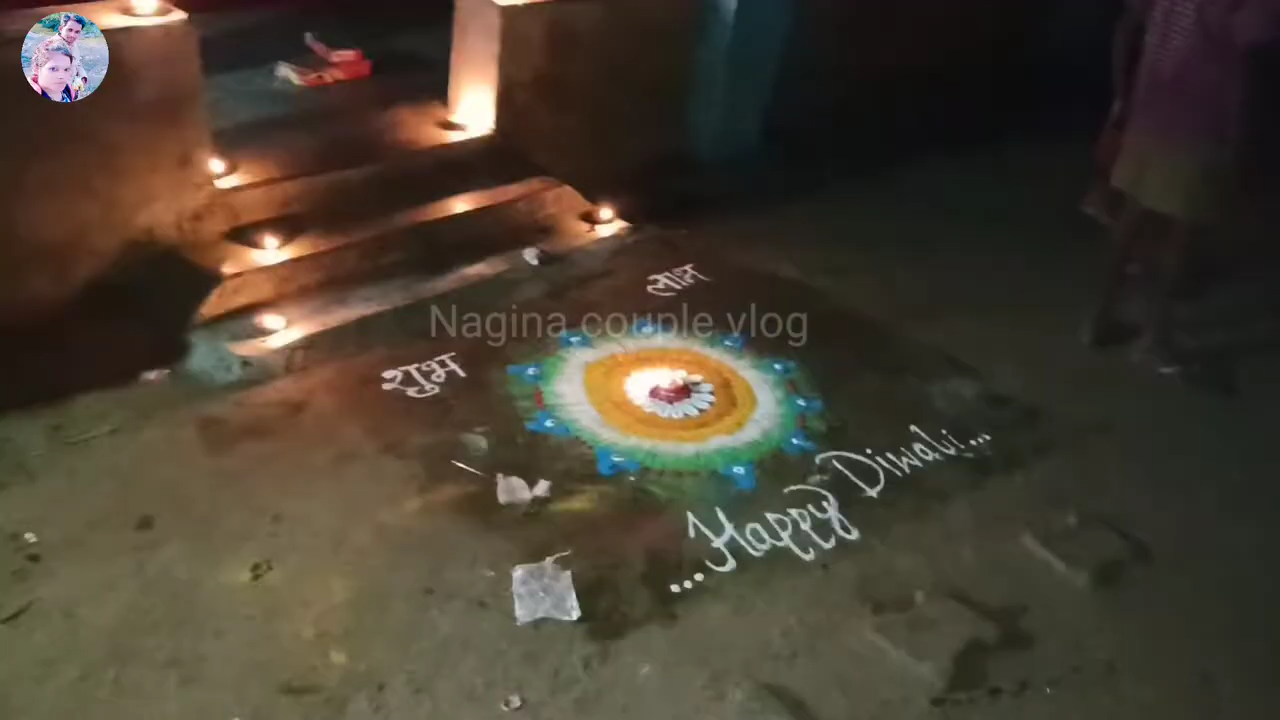 लाभ
Nagina couple vlog
शुभ
...Happy Diwali...